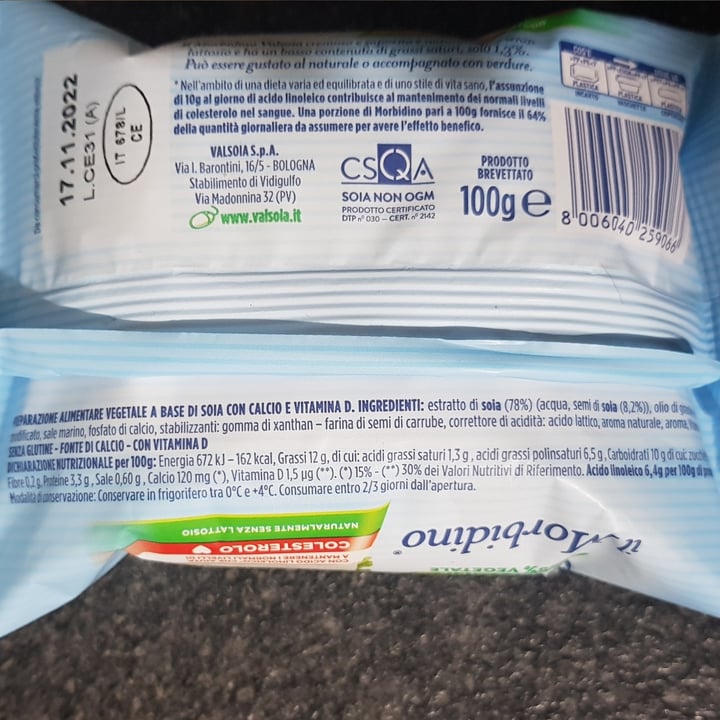 lattosio e ha un basso contenuto di grassi saturi, solo 1,3%.
Può essere gustato al naturale o accompagnato con verdure.
* Nell'ambito di una dieta varia ed equilibrata e di uno stile di vita sano, l'assunzione
di 10g al giorno di acido linoleico contribuisce al mantenimento dei normali livelli
di colesterolo nel sangue. Una porzione di Morbidino pari a 100g fornisce il 64%
della quantità giornaliera da assumere per avere l'effetto benefico.
17.11.2022
L.CE31 (A)
IT 678/L
CE
VALSOIA S.p.A.
Via I. Barontini, 16/5 - BOLOGNA
Stabilimento di Vidigulfo
Via Madonnina 32 (PV)
www.valsoia.it
CSQA
SOIA NON OGM
PRODOTTO CERTIFICATO
DTP n° 030 – CERT. n° 2142
PRODOTTO
BREVETTATO
100g e
PLASTICA
PLASTICA
8 006040 259066
PREPARAZIONE ALIMENTARE VEGETALE A BASE DI SOIA CON CALCIO E VITAMINA D. INGREDIENTI: estratto di soia (78%) (acqua, semi di soia (8,2%)), olio di
modificato, sale marino, fosfato di calcio, stabilizzanti: gomma di xanthan – farina di semi di carrube, correttore di acidità: acido lattico, aroma naturale, aroma,
SENZA GLUTINE - FONTE DI CALCIO - CON VITAMINA D
DICHIARAZIONE NUTRIZIONALE per 100g: Energia 672 kJ – 162 kcal, Grassi 12 g, di cui: acidi grassi saturi 1,3 g, acidi grassi polinsaturi 6,5 g, Carboidrati 10 g di cui: zuccheri
Fibre 0,2 g, Proteine 3,3 g, Sale 0,60 g, Calcio 120 mg (*), Vitamina D 1,5 µg (**). (*) 15% - (**) 30% dei Valori Nutritivi di Riferimento. Acido linoleico 6,4g per 100g di
Modalità di conservazione: Conservare in frigorifero tra 0°C e +4°C. Consumare entro 2/3 giorni dall'apertura.
il Morbidino®
% VEGETALE
NATURALMENTE SENZA LATTOSIO
COLESTEROLO